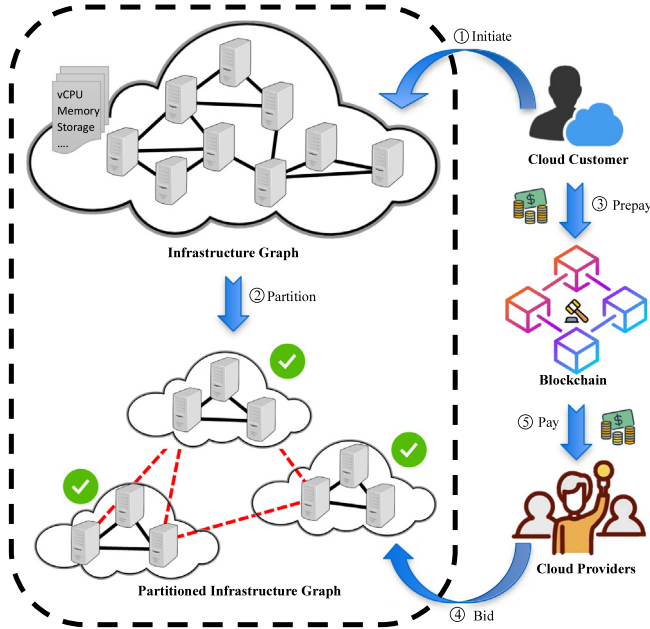 ① Initiate
vCPU
Memory
Storage
....
Cloud Customer
③ Prepay
Infrastructure Graph
② Partition
Blockchain
⑤ Pay
Cloud Providers
Partitioned Infrastructure Graph
④ Bid